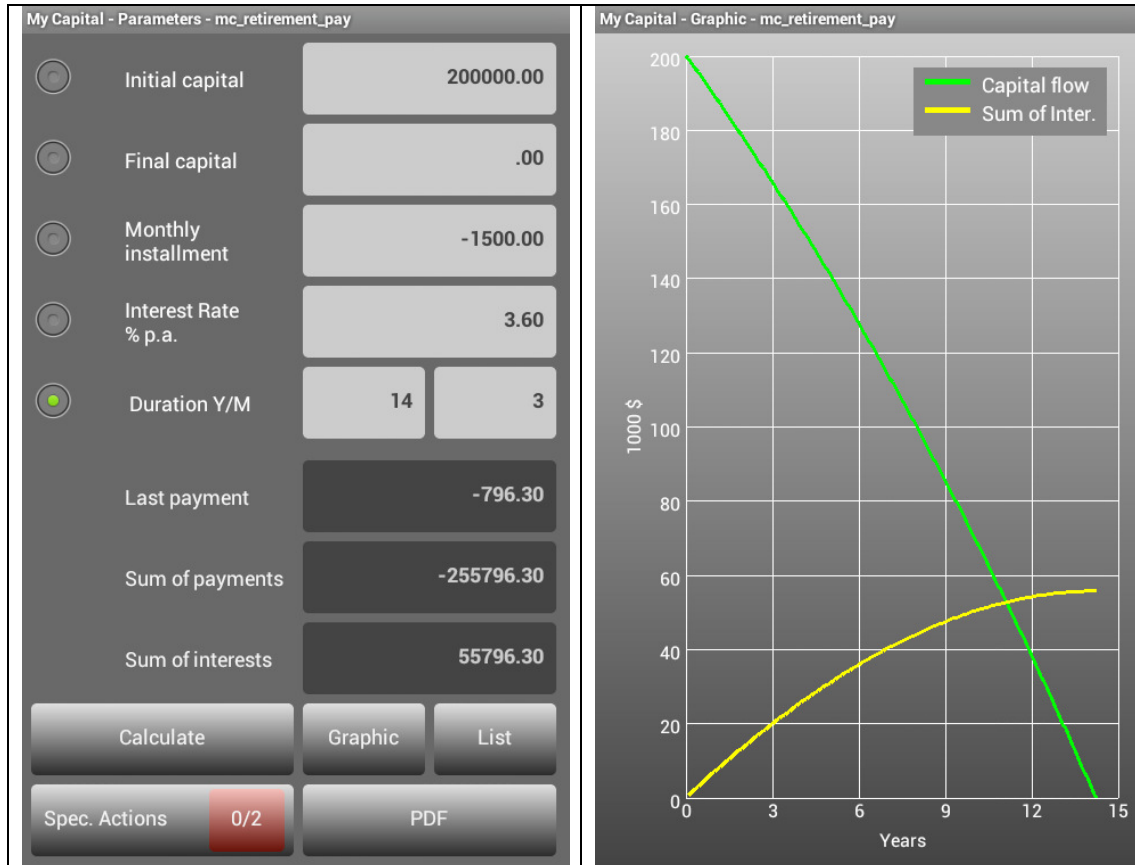 My Capital - Parameters - mc_retirement_pay
Initial capital 200000.00
Final capital .00
Monthly
installment -1500.00
Interest Rate
% p.a. 3.60
Duration Y/M 14 3
Last payment -796.30
Sum of payments -255796.30
Sum of interests 55796.30
Calculate Graphic List
Spec. Actions 0/2 PDF
My Capital - Graphic - mc_retirement_pay
Capital flow
Sum of Inter.
200
180
160
140
120
100
80
60
40
20
0
1000 $
0 3 6 9 12 15
Years